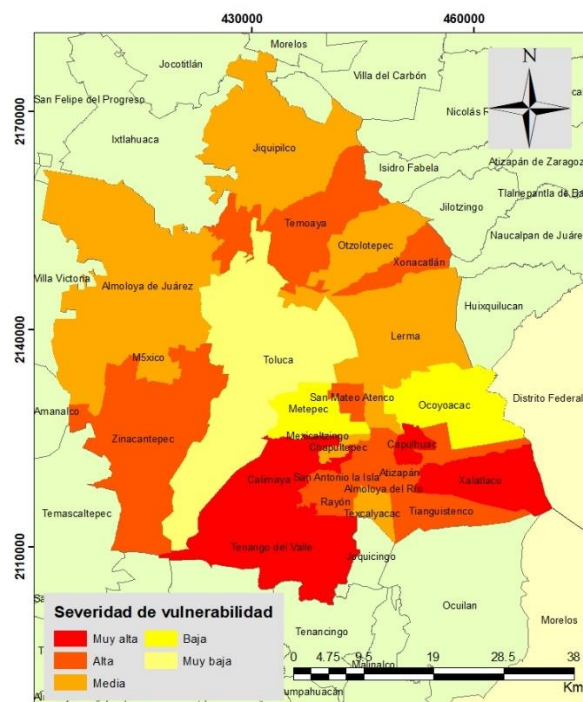 430000
460000
Morelos
Jocotitlán
Villa del Carbón
N
San Felipe del Progreso
2170000
Nicolás R
Ixtlahuaca
Jiquipilco
Atizapán de Zaragoz
Isidro Fabela
Tlalnepantla de Ba
Jilotzingo
Temoaya
Otzolotepec
Naucalpan de Juáre
Xonacatlán
Villa Victoria
Almoloya de Juárez
Huixquilucan
2140000
Lerma
M5xico
Toluca
Distrito Federal
San Mateo Atenco
Ocoyoacac
Amanalco
Metepec
Zinacantepec
Mexicaltzingo
Capulhuac
Chapultepec
Calimaya
San Antonio la Isla
Atizapán
Xalatlaco
Almoloya del Río
Rayón
Temascaltepec
Texcalyacac
Tianguistenco
2110000
Tenango del Valle
Joquicingo
Ocuilan
Morelos
Tenancingo
Malinalco
umpahuacán
Severidad de vulnerabilidad
Muy alta
Baja
Alta
Muy baja
Media
0 4.75 9.5 19 28.5 38
Km